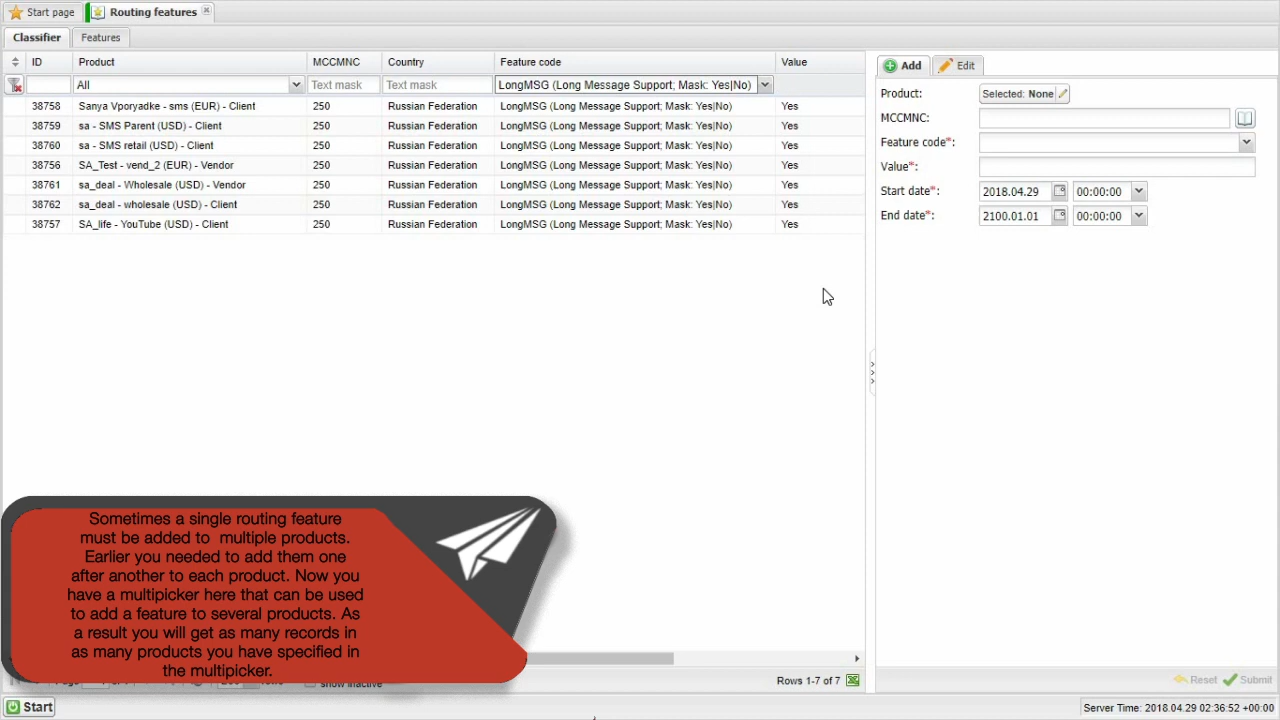 Start page
Routing features
Classifier
Features
ID Product MCCMNC Country Feature code Value
All Text mask Text mask LongMSG (Long Message Support; Mask: Yes|No)
38758 Sanya Vporyadke - sms (EUR) - Client 250 Russian Federation LongMSG (Long Message Support; Mask: Yes|No) Yes
38759 sa - SMS Parent (USD) - Client 250 Russian Federation LongMSG (Long Message Support; Mask: Yes|No) Yes
38760 sa - SMS retail (USD) - Client 250 Russian Federation LongMSG (Long Message Support; Mask: Yes|No) Yes
38756 SA_Test - vend_2 (EUR) - Vendor 250 Russian Federation LongMSG (Long Message Support; Mask: Yes|No) Yes
38761 sa_deal - Wholesale (USD) - Vendor 250 Russian Federation LongMSG (Long Message Support; Mask: Yes|No) Yes
38762 sa_deal - wholesale (USD) - Client 250 Russian Federation LongMSG (Long Message Support; Mask: Yes|No) Yes
38757 SA_life - YouTube (USD) - Client 250 Russian Federation LongMSG (Long Message Support; Mask: Yes|No) Yes
Add
Edit
Product: Selected: None
MCCMNC:
Feature code*:
Value*:
Start date*: 2018.04.29 00:00:00
End date*: 2100.01.01 00:00:00
Sometimes a single routing feature
must be added to multiple products.
Earlier you needed to add them one
after another to each product. Now you
have a multipicker here that can be used
to add a feature to several products. As
a result you will get as many records in
as many products you have specified in
the multipicker.
show inactive
Rows 1-7 of 7
Reset Submit
Start
Server Time: 2018.04.29 02:36:52 +00:00